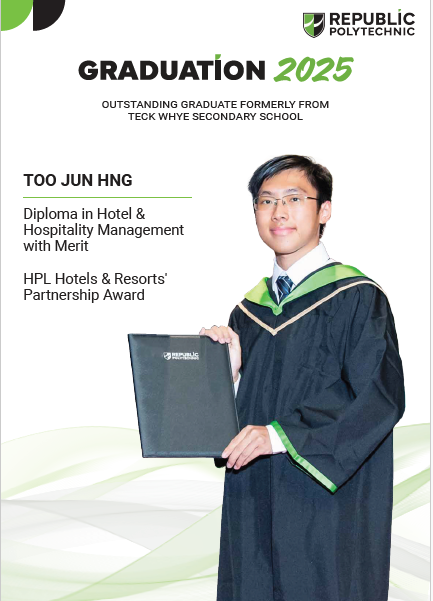 REPUBLIC
POLYTECHNIC
GRADUATION 2025
OUTSTANDING GRADUATE FORMERLY FROM
TECK WHYE SECONDARY SCHOOL
TOO JUN HNG
Diploma in Hotel &
Hospitality Management
with Merit
HPL Hotels & Resorts'
Partnership Award
REPUBLIC
POLYTECHNIC